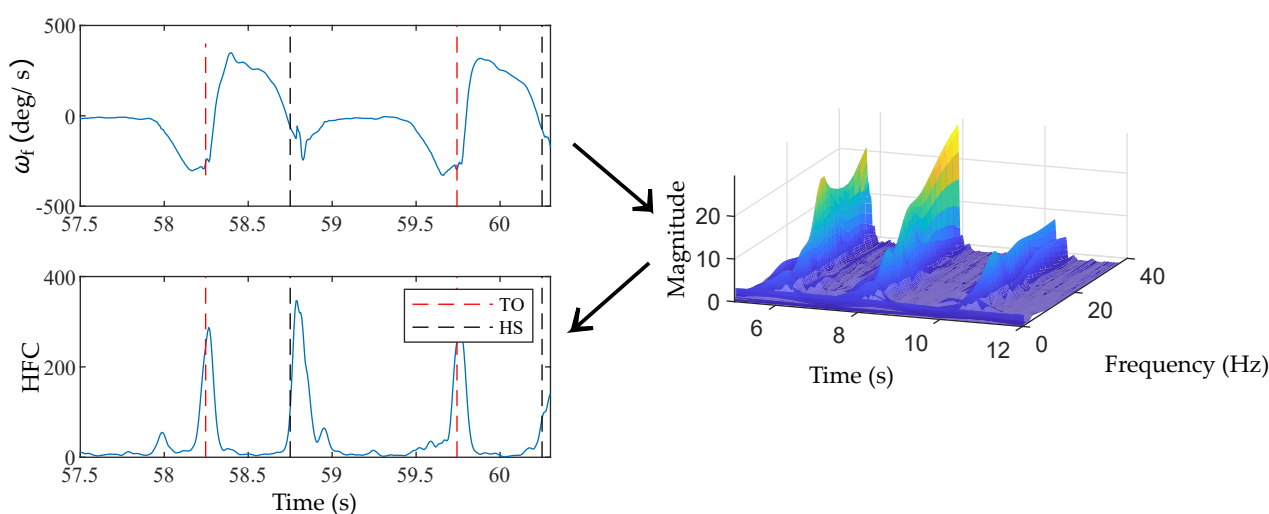 500
0
-500
ω_f (deg/ s)
57.5 58 58.5 59 59.5 60
400
200
0
HFC
TO
HS
57.5 58 58.5 59 59.5 60
Time (s)
20
10
0
Magnitude
6 8 10 12
Time (s)
0 20 40
Frequency (Hz)